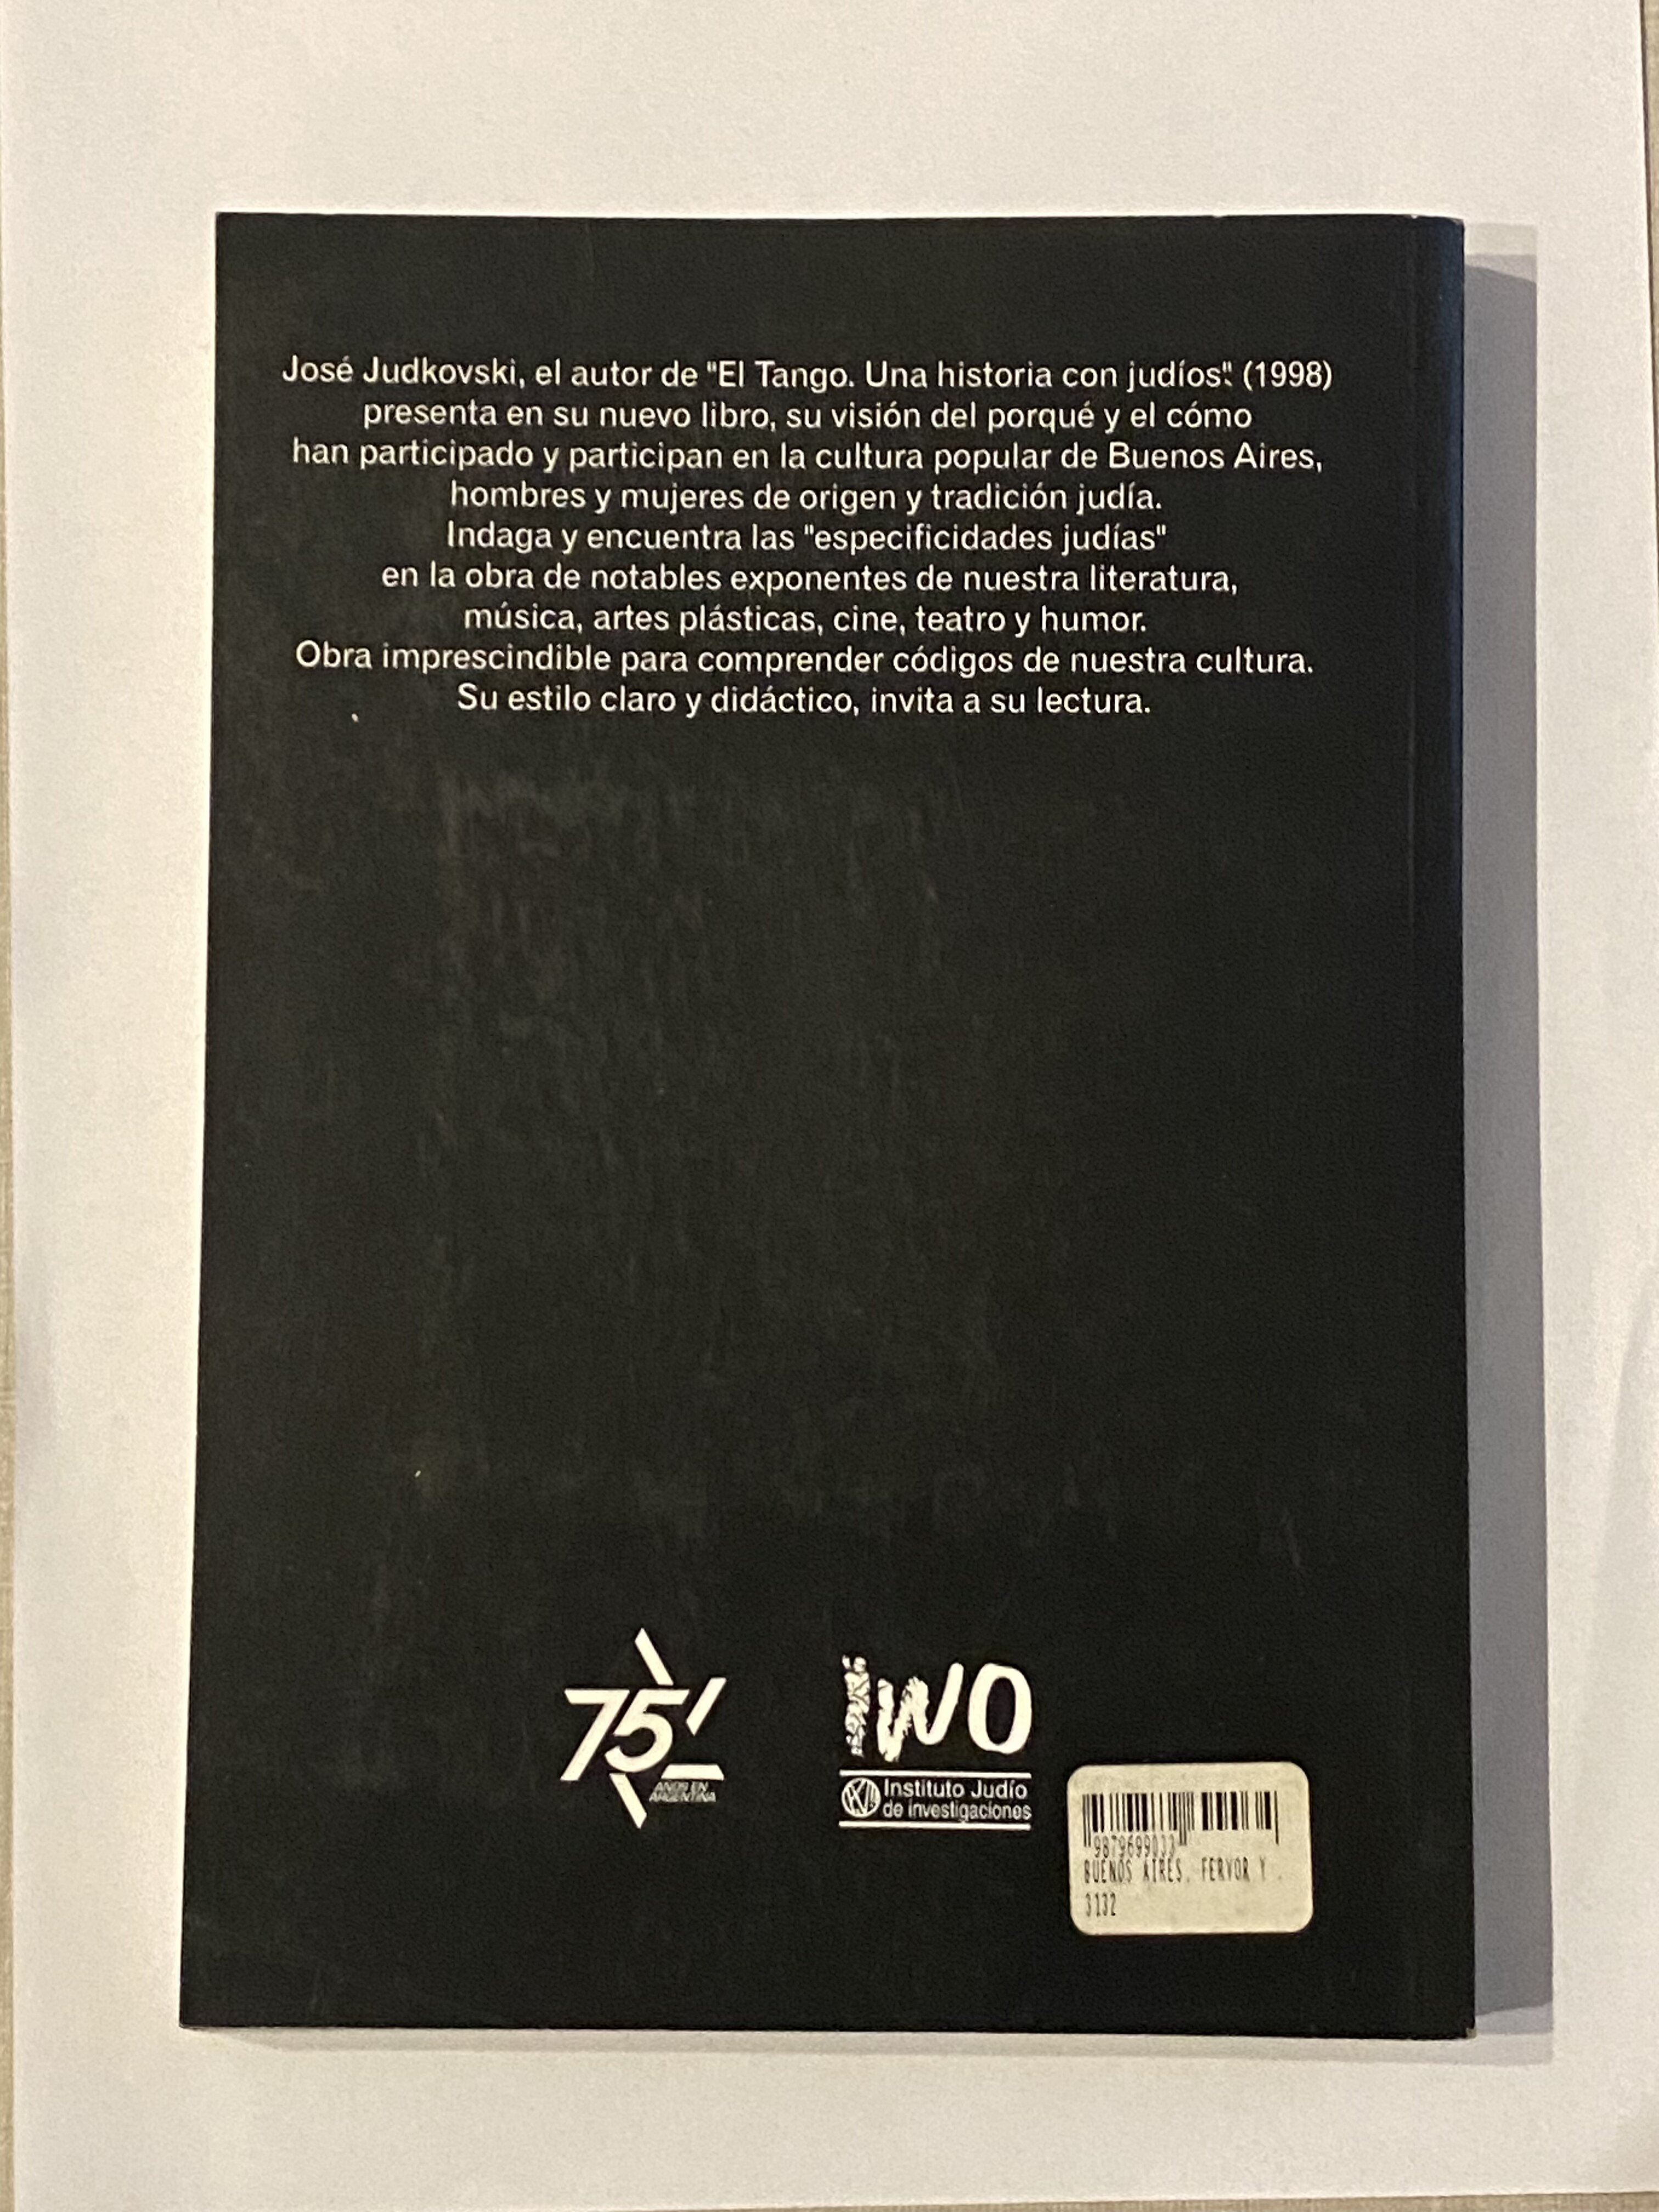 José Judkovski, el autor de "El Tango. Una historia con judíos". (1998)
presenta en su nuevo libro, su visión del porqué y el cómo
han participado y participan en la cultura popular de Buenos Aires,
hombres y mujeres de origen y tradición judía.
Indaga y encuentra las "especificidades judías"
en la obra de notables exponentes de nuestra literatura,
música, artes plásticas, cine, teatro y humor.
Obra imprescindible para comprender códigos de nuestra cultura.
Su estilo claro y didáctico, invita a su lectura.
75
AÑOS EN
ARGENTINA
IWO
Instituto Judío
de Investigaciones
9879699033
BUENOS AIRES. FERVOR Y .
3132